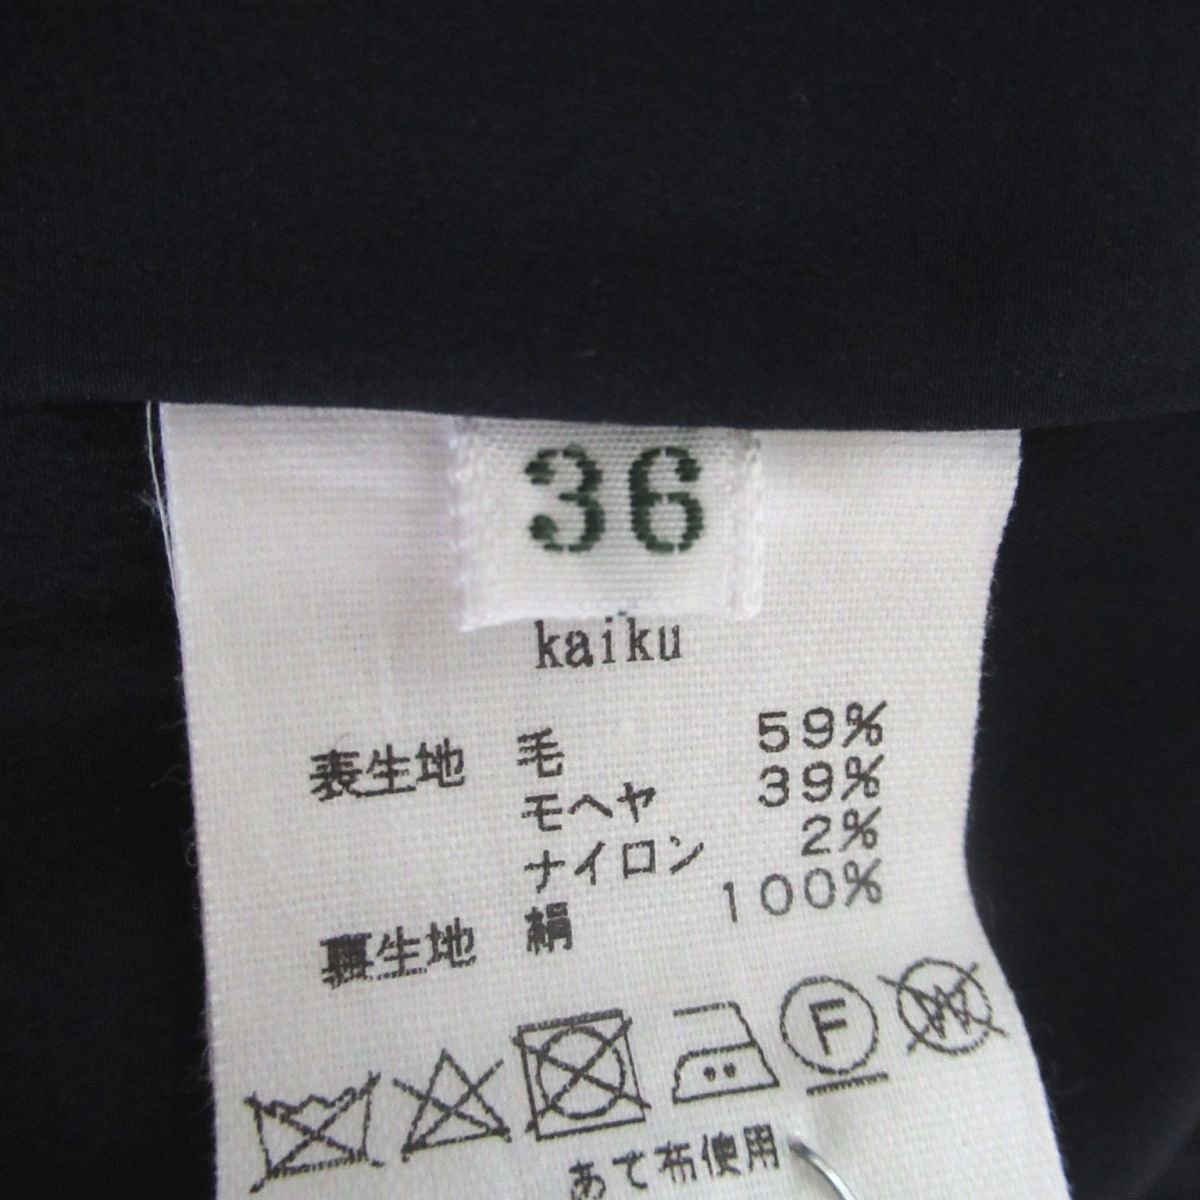 36
kaiku
表生地 毛 59%
モヘヤ 39%
ナイロン 2%
裏生地 絹 100%
F W
あて布使用